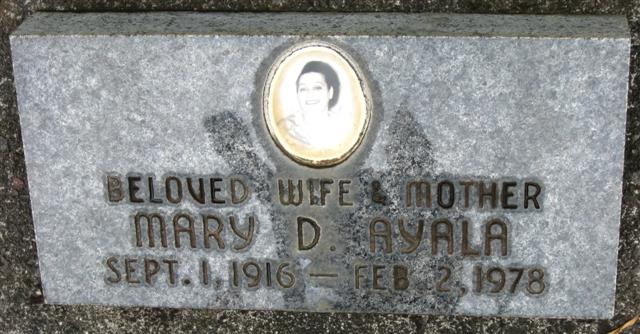 BELOVED WIFE & MOTHER
MARY D. AYALA
SEPT. 1, 1916 — FEB. 2, 1978